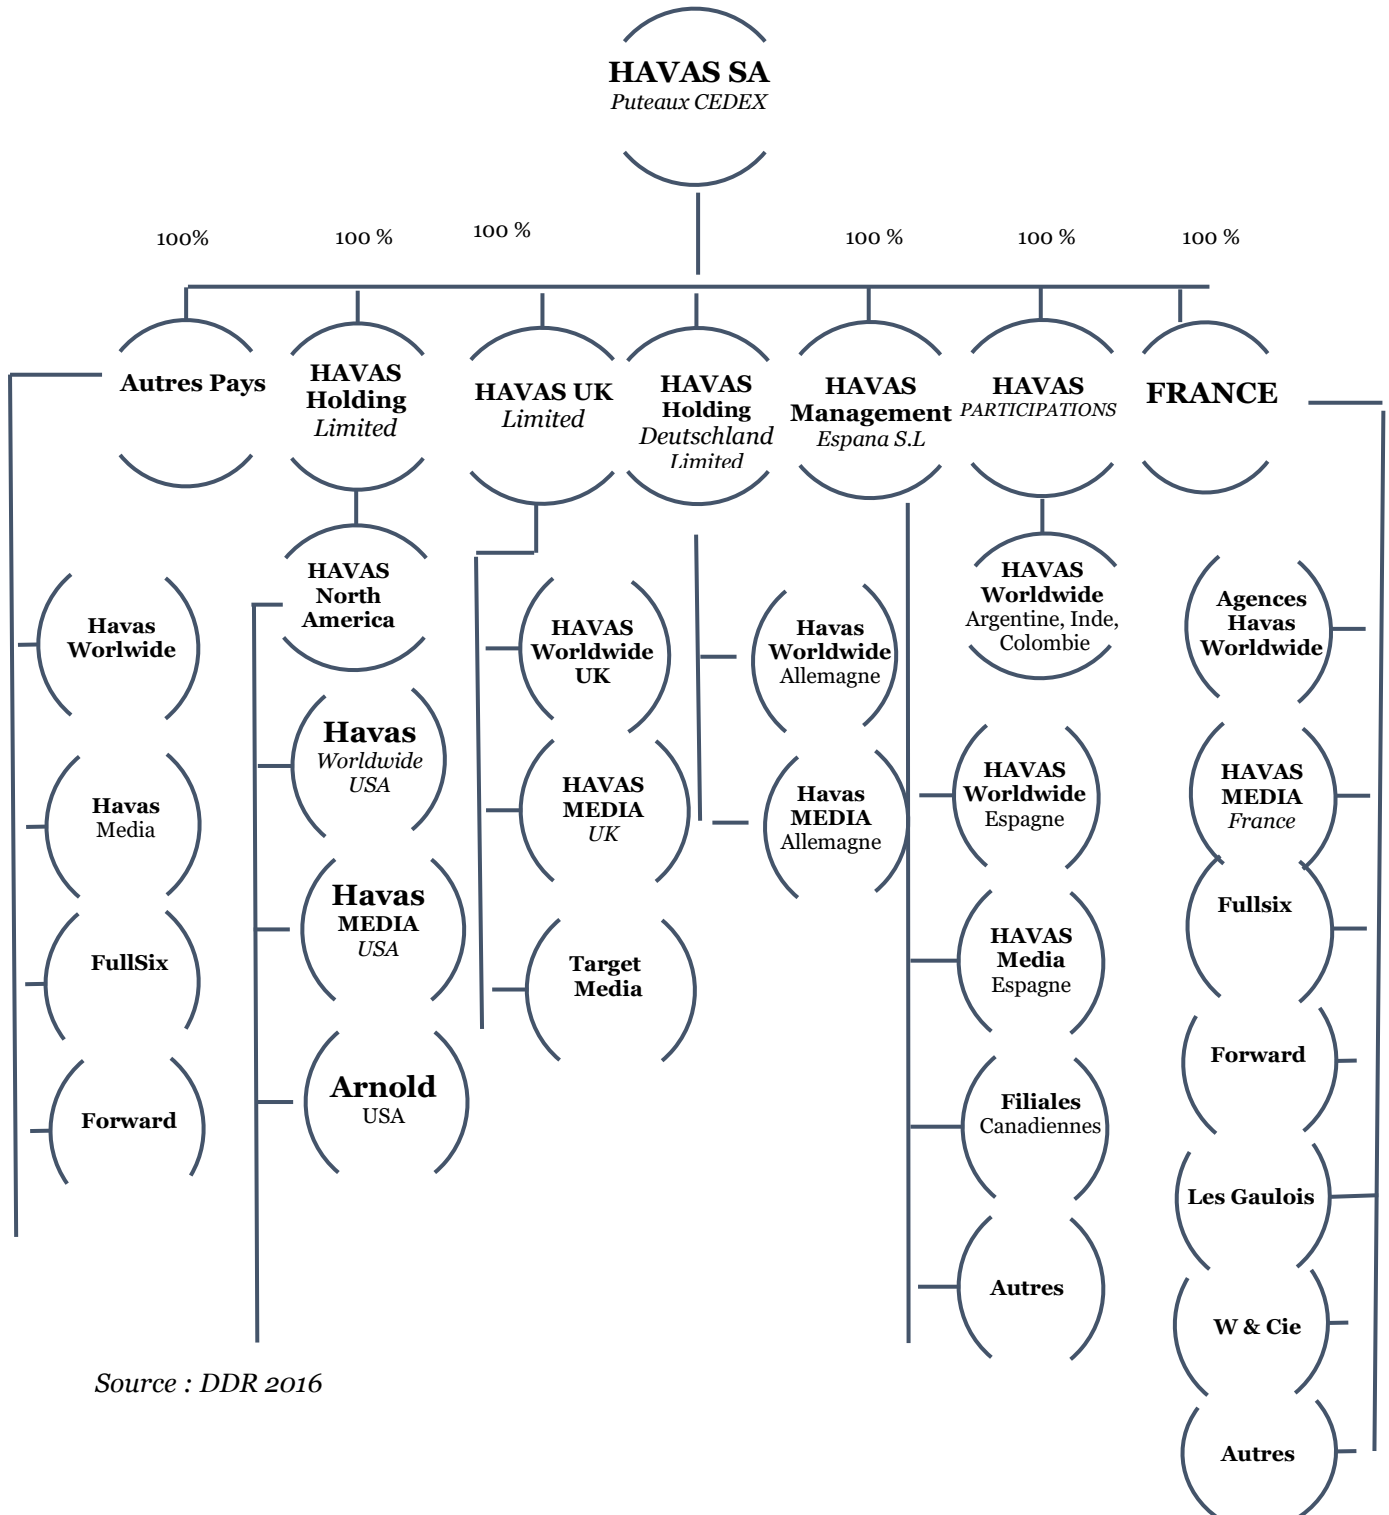 HAVAS SA
Puteaux CEDEX
100%
100 %
100 %
100 %
100 %
100 %
Autres Pays
HAVAS
Holding
Limited
HAVAS UK
Limited
HAVAS
Holding
Deutschland
Limited
HAVAS
Management
Espana S.L
HAVAS
PARTICIPATIONS
FRANCE
Havas
Worlwide
Havas
Media
FullSix
Forward
HAVAS
North
America
Havas
Worldwide
USA
Havas
MEDIA
USA
Arnold
USA
HAVAS
Worldwide
UK
HAVAS
MEDIA
UK
Target
Media
Havas
Worldwide
Allemagne
Havas
MEDIA
Allemagne
HAVAS
Worldwide
Argentine, Inde,
Colombie
HAVAS
Worldwide
Espagne
HAVAS
Media
Espagne
Filiales
Canadiennes
Autres
Agences
Havas
Worldwide
HAVAS
MEDIA
France
Fullsix
Forward
Les Gaulois
W & Cie
Autres
Source : DDR 2016